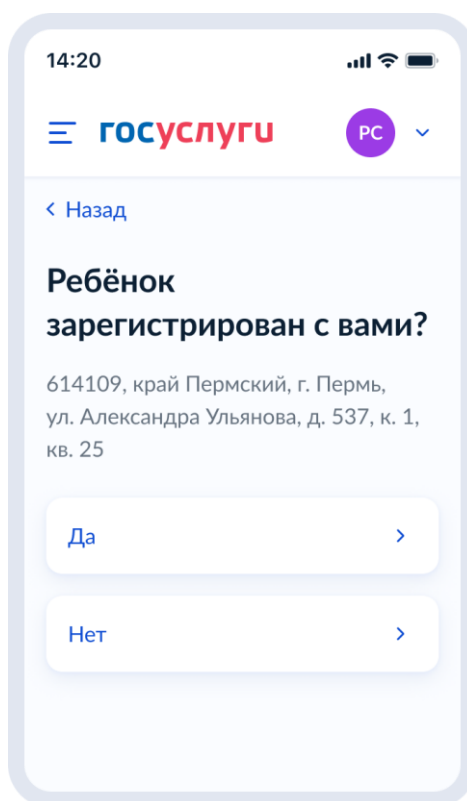 14:20
госуслуги
РС
Назад
Ребёнок
зарегистрирован с вами?
614109, край Пермский, г. Пермь,
ул. Александра Ульянова, д. 537, к. 1,
кв. 25
Да
Нет